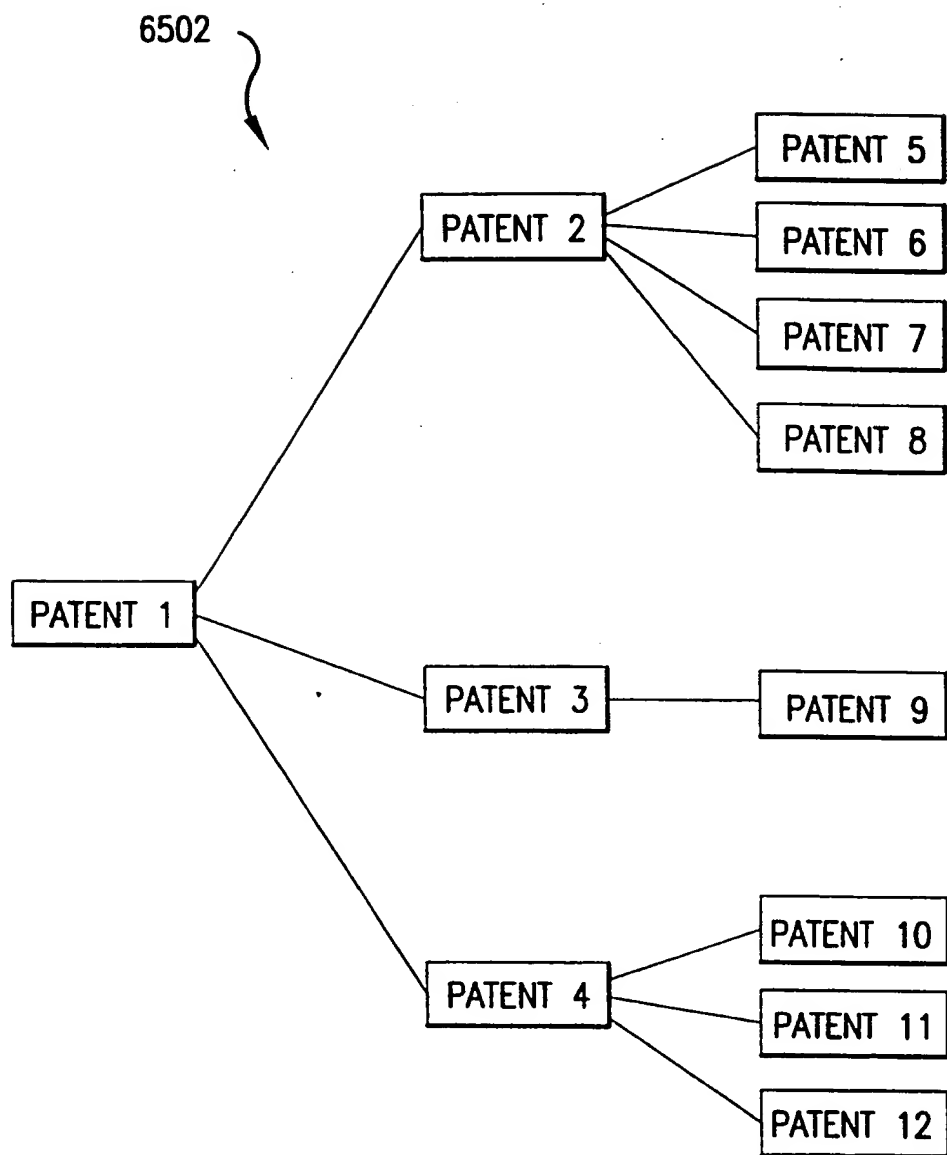 6502
PATENT 5
PATENT 2
PATENT 6
PATENT 7
PATENT 8
PATENT 1
PATENT 3
PATENT 9
PATENT 10
PATENT 4
PATENT 11
PATENT 12